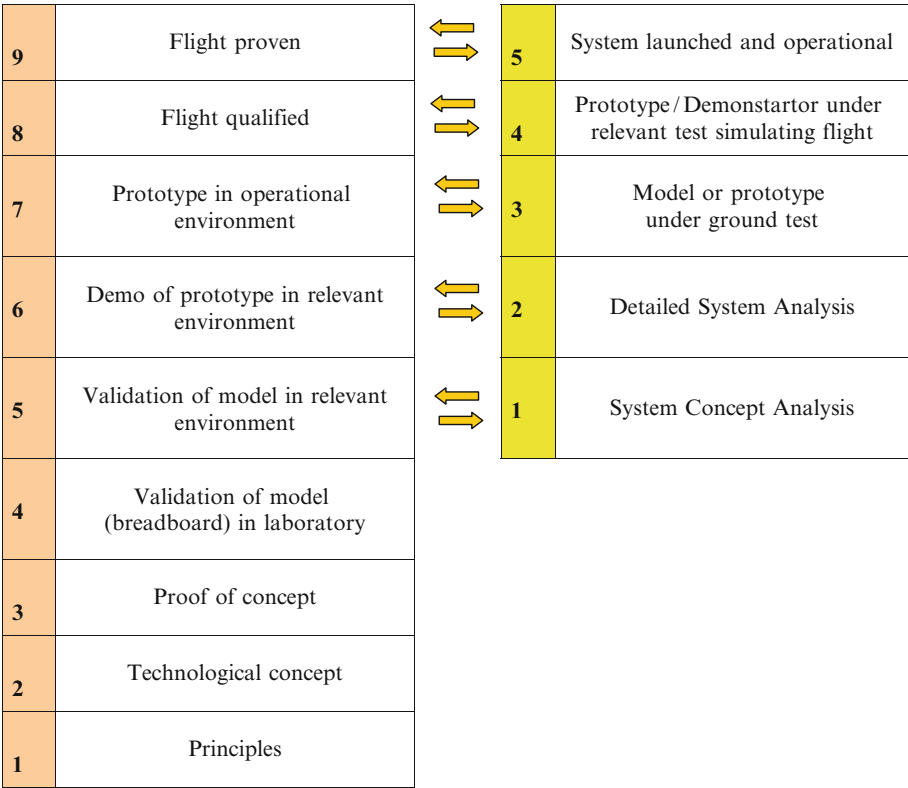 9
Flight proven
5
System launched and operational
8
Flight qualified
4
Prototype/Demonstartor under
relevant test simulating flight
7
Prototype in operational
environment
3
Model or prototype
under ground test
6
Demo of prototype in relevant
environment
2
Detailed System Analysis
5
Validation of model in relevant
environment
1
System Concept Analysis
4
Validation of model
(breadboard) in laboratory
3
Proof of concept
2
Technological concept
1
Principles